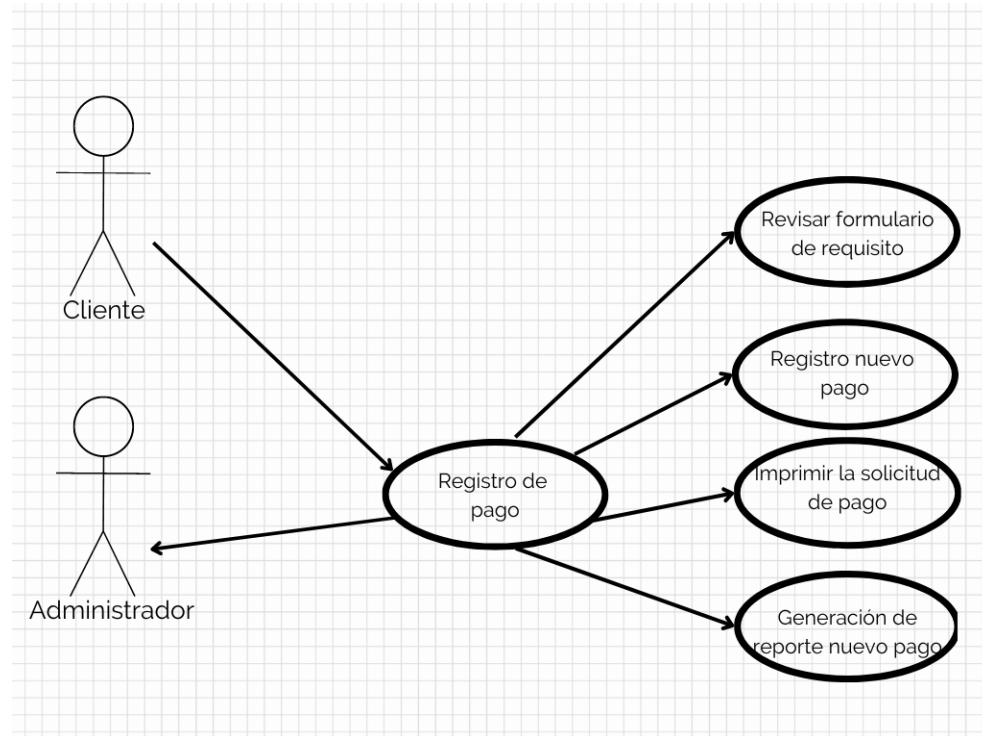 Cliente
Administrador
Registro de
pago
Revisar formulario
de requisito
Registro nuevo
pago
Imprimir la solicitud
de pago
Generación de
reporte nuevo pago